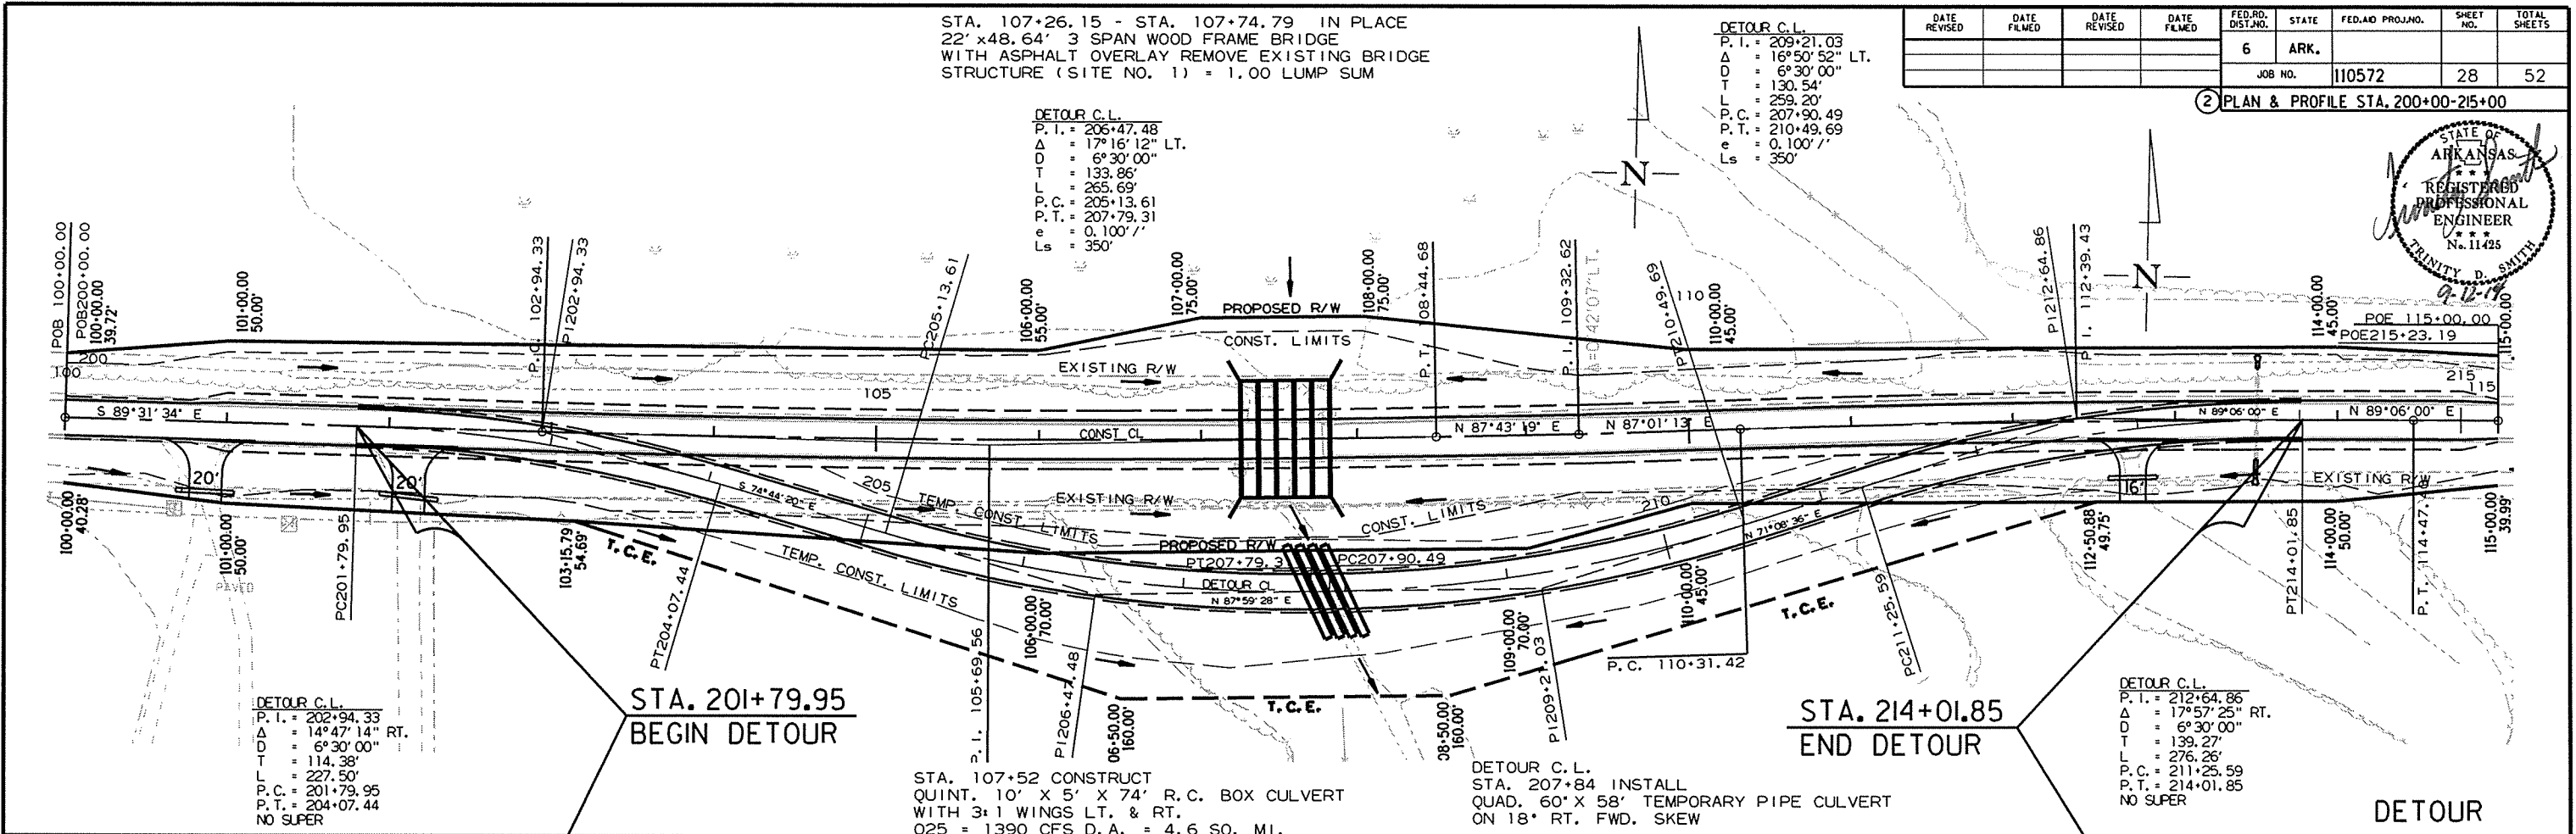 STA. 107+26.15 - STA. 107+74.79 IN PLACE
22' x48.64' 3 SPAN WOOD FRAME BRIDGE
WITH ASPHALT OVERLAY REMOVE EXISTING BRIDGE
STRUCTURE (SITE NO. 1) = 1.00 LUMP SUM
DETOUR C.L.
P.I. = 206+47.48
Δ = 17°16'12" LT.
D = 6°30'00"
T = 133.86'
L = 265.69'
P.C. = 205+13.61
P.T. = 207+79.31
e = 0.100'/'
Ls = 350'
DETOUR C.L.
P.I. = 209+21.03
Δ = 16°50'52" LT.
D = 6°30'00"
T = 130.54'
L = 259.20'
P.C. = 207+90.49
P.T. = 210+49.69
e = 0.100'/'
Ls = 350'
DATE REVISED
DATE FILMED
DATE REVISED
DATE FILMED
FED.RD. DIST.NO.
STATE
FED.AID PROJ.NO.
SHEET NO.
TOTAL SHEETS
6
ARK.
JOB NO.
110572
28
52
2
PLAN & PROFILE STA. 200+00-215+00
STATE OF
ARKANSAS
REGISTERED
PROFESSIONAL
ENGINEER
No. 11425
TRINITY D. SMITH
N
N
POB 100+00.00
POB200+00.00
100+00.00
39.72'
101+00.00
50.00'
P.C. 102+94.33
PI202+94.33
PC205+13.61
106+00.00
55.00'
107+00.00
75.00'
PROPOSED R/W
108+00.00
75.00'
P.T. 108+44.68
P.I. 109+32.62
Δ=0°42'07"LT.
PT210+49.69
110
110+00.00
45.00'
PI212+64.86
P.I. 112+39.43
114+00.00
45.00'
POE 115+00.00
POE215+23.19
115+00.00
200
100
CONST. LIMITS
EXISTING R/W
105
215
115
S 89°31'34" E
CONST CL
N 87°43'19" E
N 87°01'13" E
N 89°06'00" E
N 89°06'00" E
20'
20'
S 74°44'20" E
205
TEMP. CONST. LIMITS
EXISTING R/W
CONST. LIMITS
210
N 71°08'36" E
16'
EXISTING R/W
100+00.00
40.28'
101+00.00
50.00'
PAVED
PC201+79.95
103+15.79
54.69'
T.C.E.
PT204+07.44
TEMP. CONST. LIMITS
PROPOSED R/W
PT207+79.3
PC207+90.49
DETOUR CL
N 87°59'28" E
P.I. 105+69.56
106+00.00
70.00'
PI206+47.48
06+50.00
160.00'
T.C.E.
08+50.00
160.00'
109+00.00
70.00'
PI209+21.03
110+00.00
45.00'
P.C. 110+31.42
T.C.E.
PC211+25.59
112+50.88
49.75'
PT214+01.85
114+00.00
50.00'
115+00.00
39.99'
STA. 201+79.95
BEGIN DETOUR
STA. 214+01.85
END DETOUR
DETOUR C.L.
P.I. = 202+94.33
Δ = 14°47'14" RT.
D = 6°30'00"
T = 114.38'
L = 227.50'
P.C. = 201+79.95
P.T. = 204+07.44
NO SUPER
STA. 107+52 CONSTRUCT
QUINT. 10' X 5' X 74' R.C. BOX CULVERT
WITH 3:1 WINGS LT. & RT.
Q25 = 1390 CFS D.A. = 4.6 SQ. MI.
DETOUR C.L.
STA. 207+84 INSTALL
QUAD. 60" X 58' TEMPORARY PIPE CULVERT
ON 18° RT. FWD. SKEW
DETOUR C.L.
P.I. = 212+64.86
Δ = 17°57'25" RT.
D = 6°30'00"
T = 139.27'
L = 276.26'
P.C. = 211+25.59
P.T. = 214+01.85
NO SUPER
DETOUR